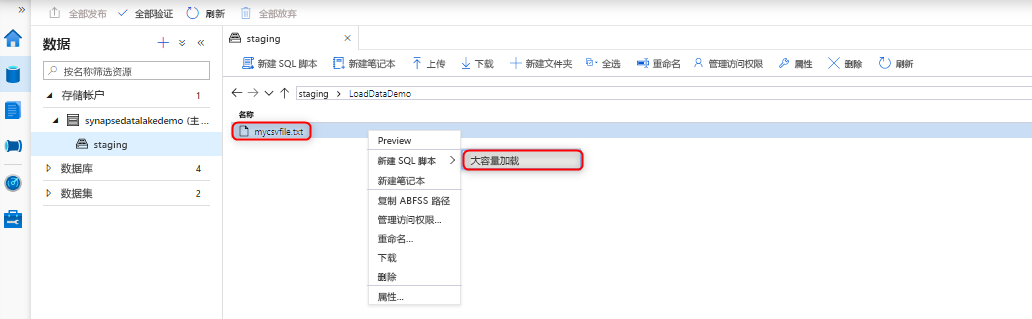 全部发布 全部验证 刷新 全部放弃
数据
按名称筛选资源
存储帐户 1
synapsedatalakedemo (主 ...
staging
数据库 4
数据集 2
staging
新建 SQL 脚本 新建笔记本 上传 下载 新建文件夹 全选 重命名 管理访问权限 属性 删除 刷新
staging > LoadDataDemo
名称
mycsvfile.txt
Preview
新建 SQL 脚本
大容量加载
新建笔记本
复制 ABFSS 路径
管理访问权限...
重命名...
下载
删除
属性...